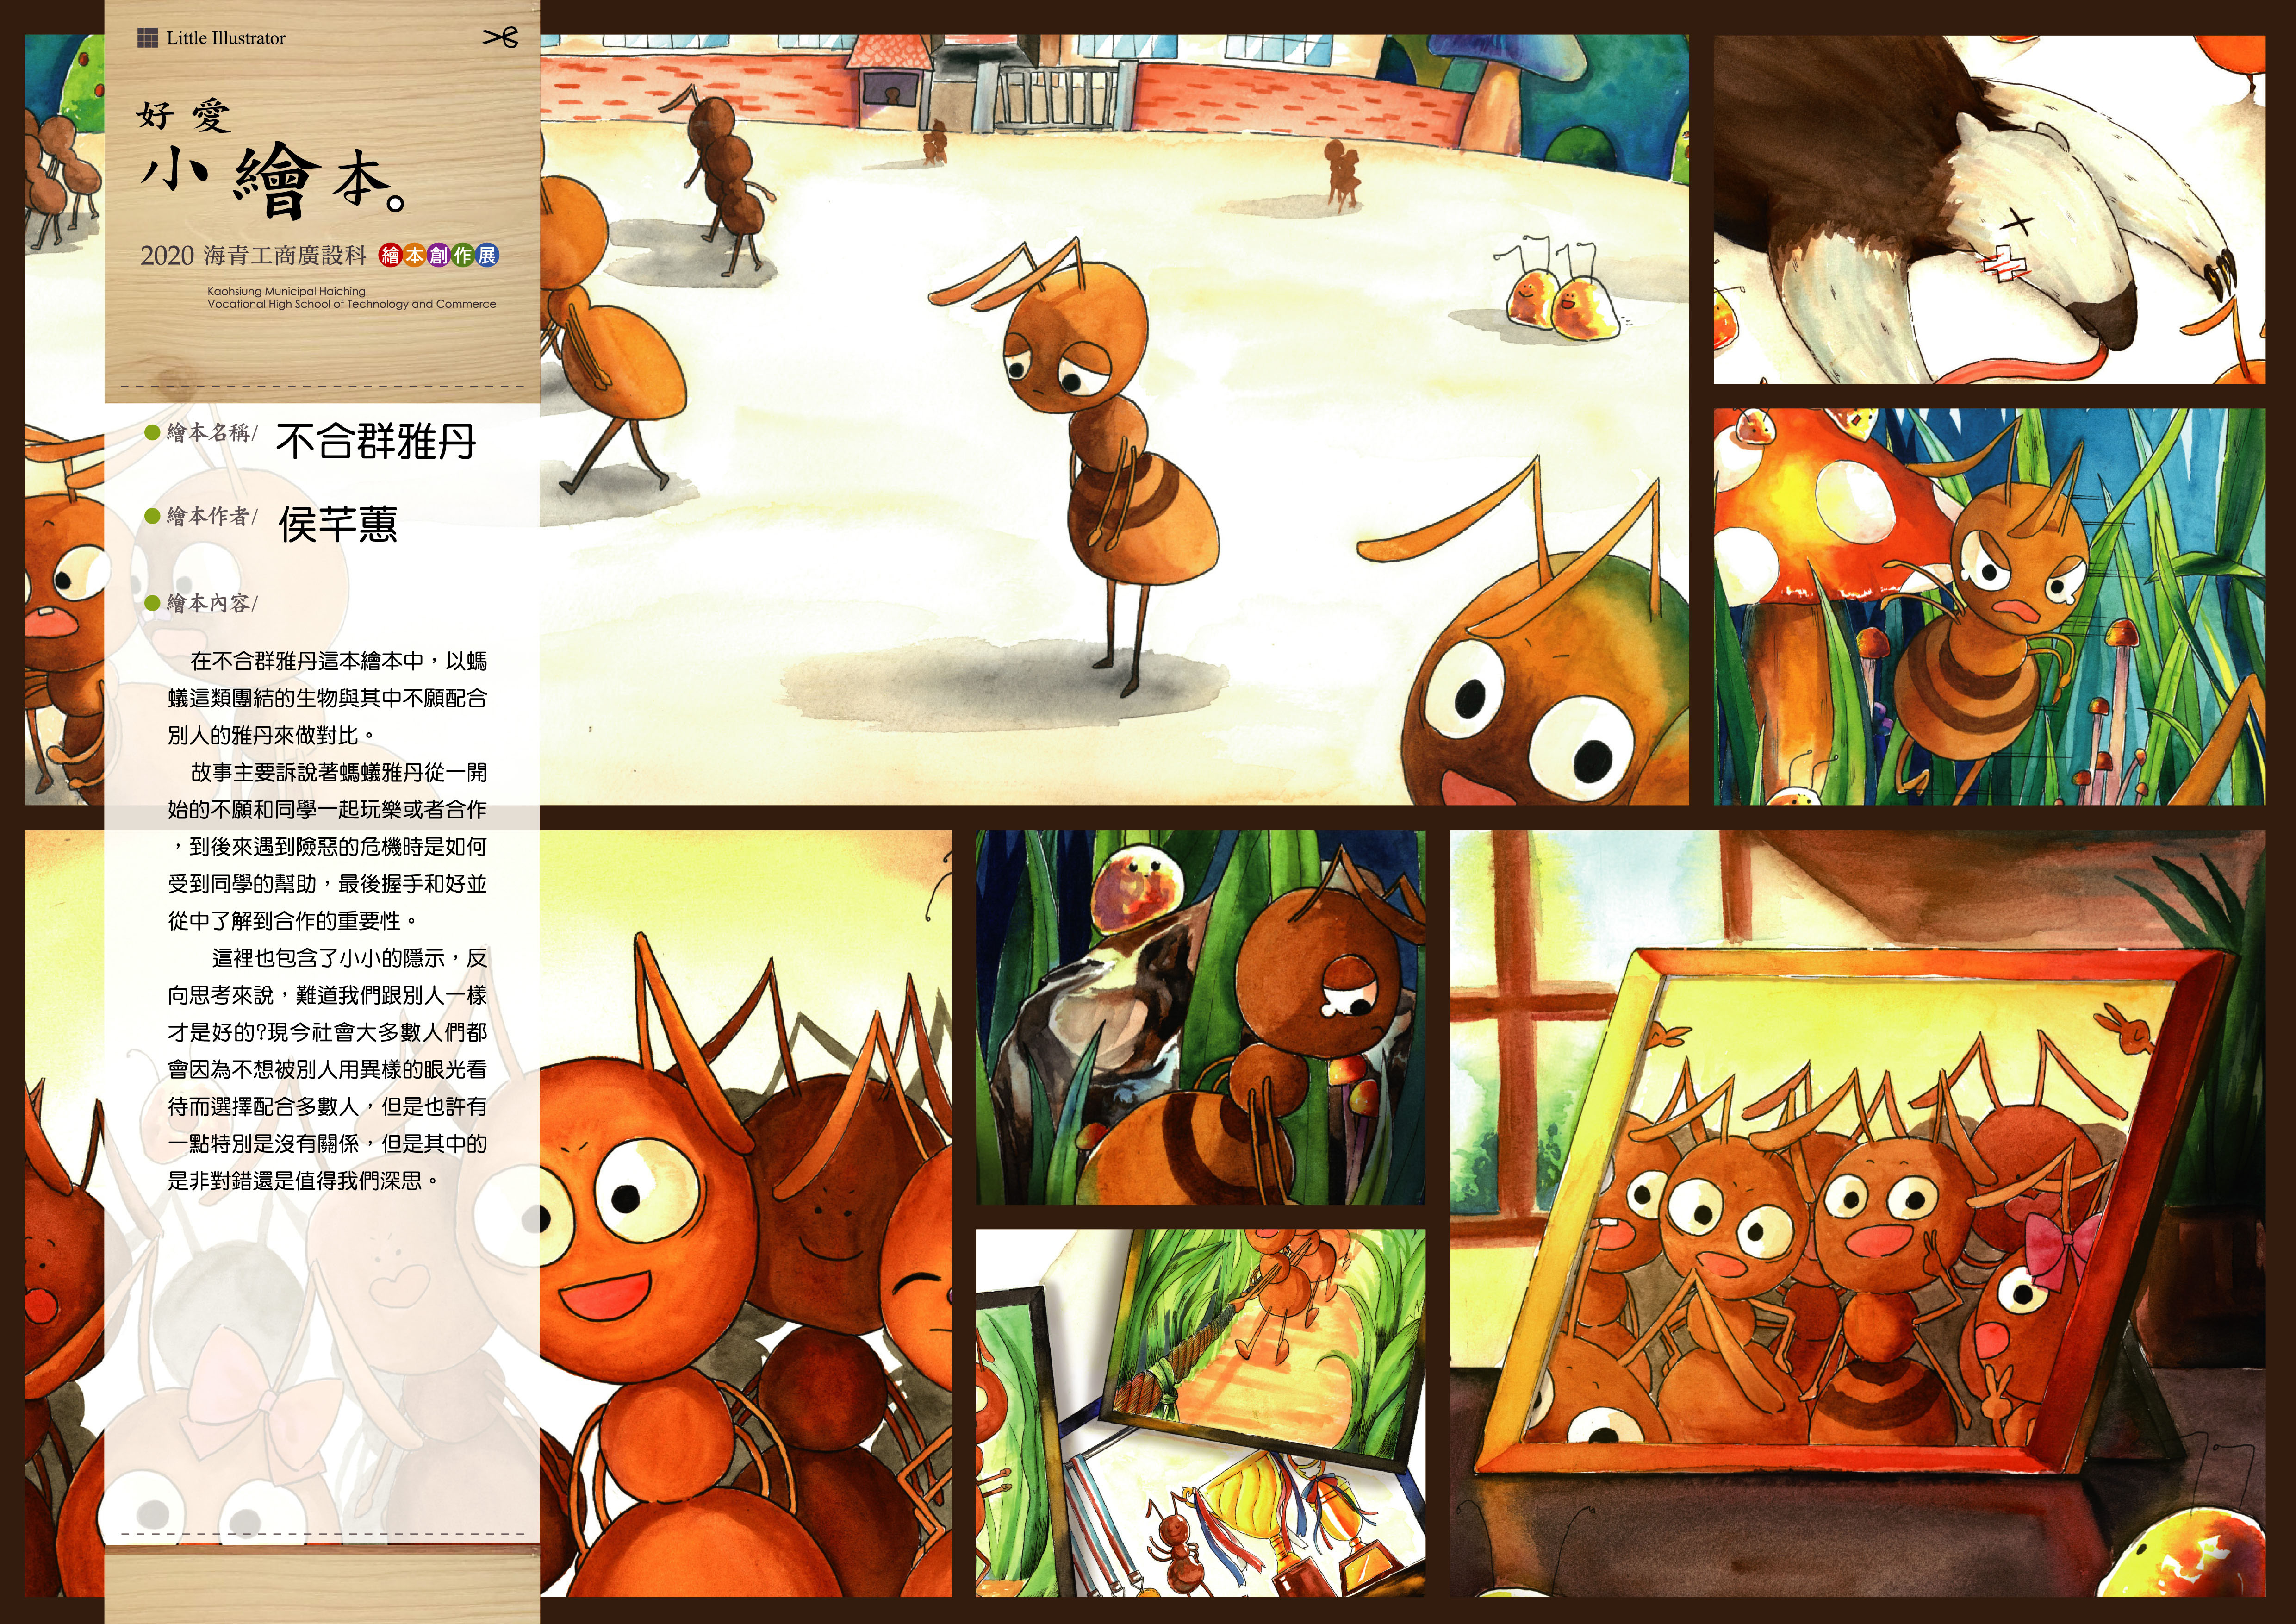 Little Illustrator
好愛
小繪本。
2020 海青工商廣設科 繪本創作展
Kaohsiung Municipal Haiching
Vocational High School of Technology and Commerce
繪本名稱/ 不合群雅丹
繪本作者/ 侯芊蕙
繪本內容/
在不合群雅丹這本繪本中，以螞
蟻這類團結的生物與其中不願配合
別人的雅丹來做對比。
故事主要訴說著螞蟻雅丹從一開
始的不願和同學一起玩樂或者合作
，到後來遇到險惡的危機時是如何
受到同學的幫助，最後握手和好並
從中了解到合作的重要性。
這裡也包含了小小的隱示，反
向思考來說，難道我們跟別人一樣
才是好的?現今社會大多數人們都
會因為不想被別人用異樣的眼光看
待而選擇配合多數人，但是也許有
一點特別是沒有關係，但是其中的
是非對錯還是值得我們深思。